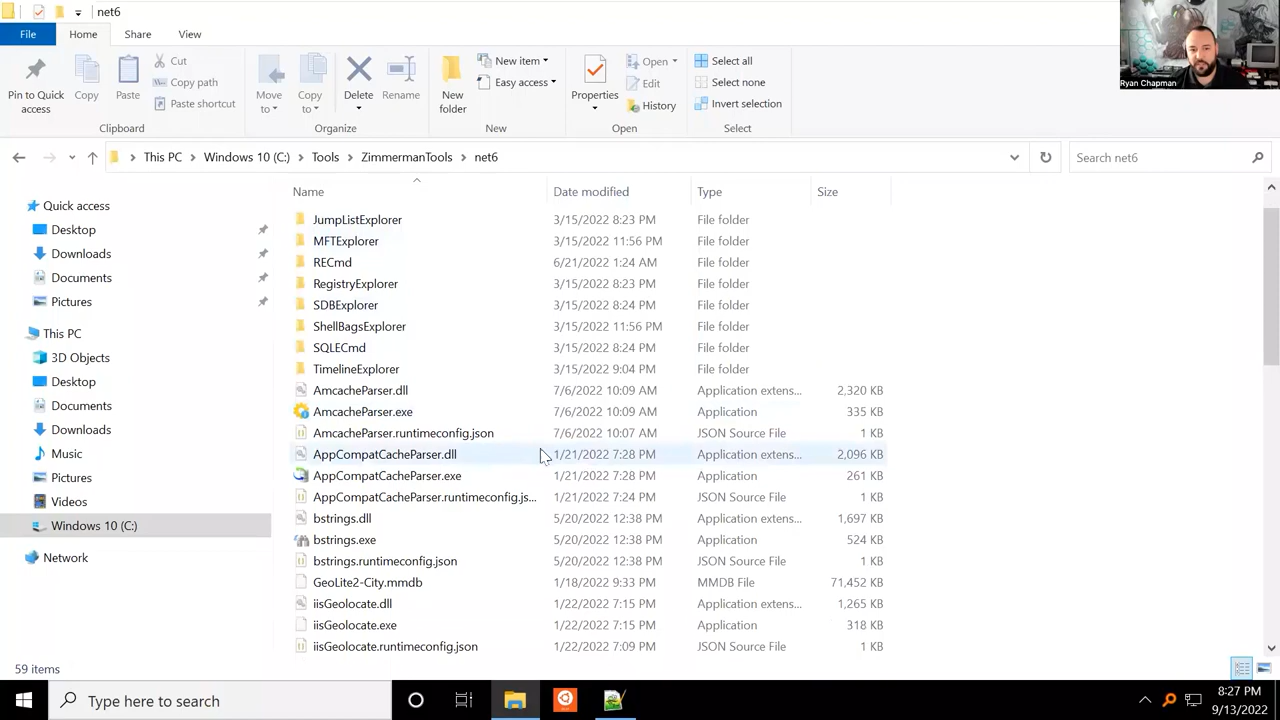 net6
File Home Share View
Pin to Quick access
Copy
Paste
Cut
Copy path
Paste shortcut
Clipboard
Move to
Copy to
Delete
Rename
Organize
New folder
New item
Easy access
New
Properties
Open
Edit
History
Open
Select all
Select none
Invert selection
Select
Ryan Chapman
This PC Windows 10 (C:) Tools ZimmermanTools net6
Search net6
Quick access
Desktop
Downloads
Documents
Pictures
This PC
3D Objects
Desktop
Documents
Downloads
Music
Pictures
Videos
Windows 10 (C:)
Network
Name Date modified Type Size
JumpListExplorer 3/15/2022 8:23 PM File folder
MFTExplorer 3/15/2022 11:56 PM File folder
RECmd 6/21/2022 1:24 AM File folder
RegistryExplorer 3/15/2022 8:23 PM File folder
SDBExplorer 3/15/2022 8:24 PM File folder
ShellBagsExplorer 3/15/2022 11:56 PM File folder
SQLECmd 3/15/2022 8:24 PM File folder
TimelineExplorer 3/15/2022 9:04 PM File folder
AmcacheParser.dll 7/6/2022 10:09 AM Application extens... 2,320 KB
AmcacheParser.exe 7/6/2022 10:09 AM Application 335 KB
AmcacheParser.runtimeconfig.json 7/6/2022 10:07 AM JSON Source File 1 KB
AppCompatCacheParser.dll 1/21/2022 7:28 PM Application extens... 2,096 KB
AppCompatCacheParser.exe 1/21/2022 7:28 PM Application 261 KB
AppCompatCacheParser.runtimeconfig.js... 1/21/2022 7:24 PM JSON Source File 1 KB
bstrings.dll 5/20/2022 12:38 PM Application extens... 1,697 KB
bstrings.exe 5/20/2022 12:38 PM Application 524 KB
bstrings.runtimeconfig.json 5/20/2022 12:38 PM JSON Source File 1 KB
GeoLite2-City.mmdb 1/18/2022 9:33 PM MMDB File 71,452 KB
iisGeolocate.dll 1/22/2022 7:15 PM Application extens... 1,265 KB
iisGeolocate.exe 1/22/2022 7:15 PM Application 318 KB
iisGeolocate.runtimeconfig.json 1/22/2022 7:09 PM JSON Source File 1 KB
59 items
Type here to search
8:27 PM
9/13/2022